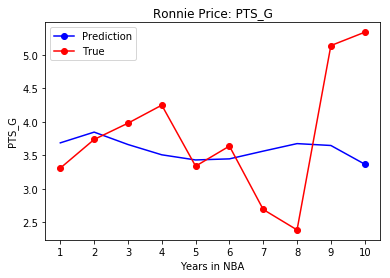 Ronnie Price: PTS_G
Prediction
True
PTS_G
5.0
4.5
4.0
3.5
3.0
2.5
1 2 3 4 5 6 7 8 9 10
Years in NBA